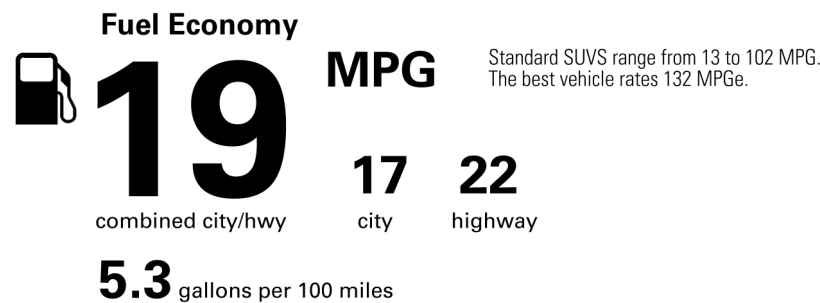 Fuel Economy
19
MPG
Standard SUVS range from 13 to 102 MPG.
The best vehicle rates 132 MPGe.
17 22
combined city/hwy city highway
5.3 gallons per 100 miles